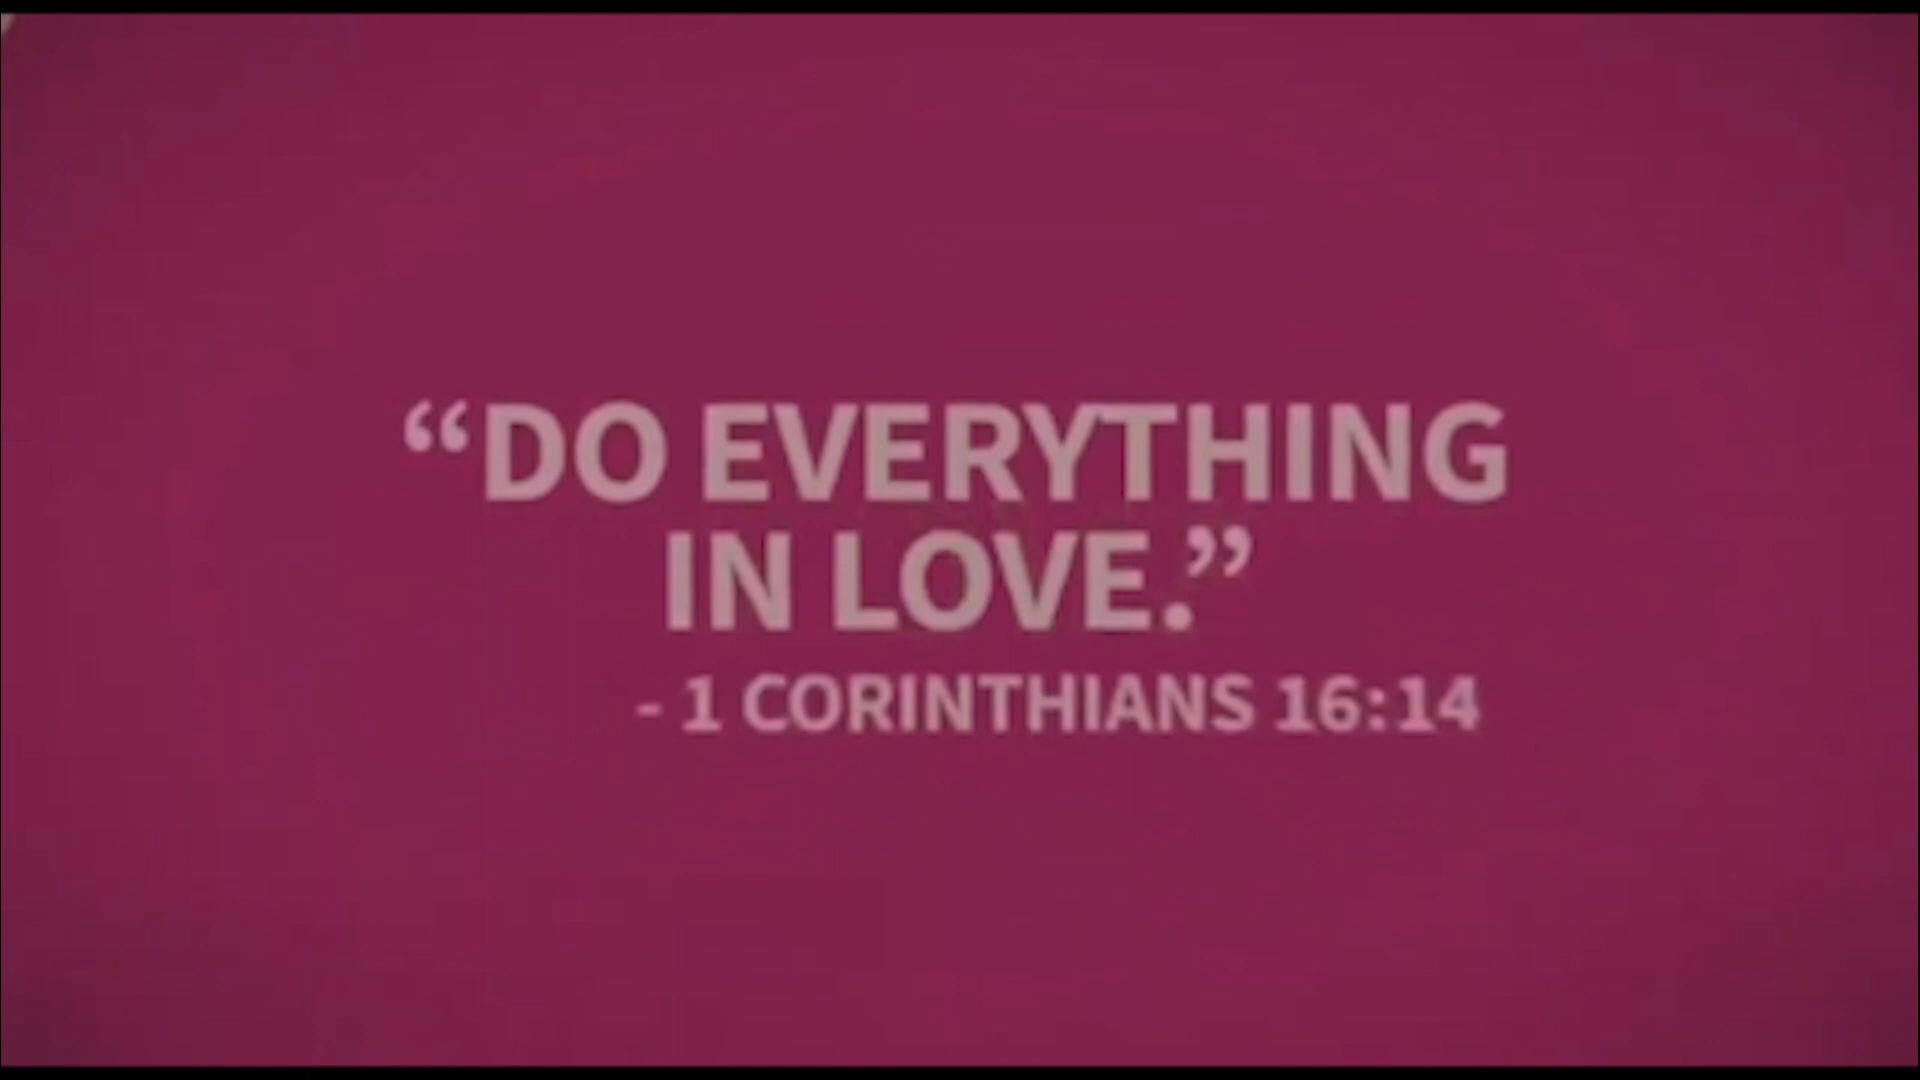 “DO EVERYTHING
IN LOVE.”
- 1 CORINTHIANS 16:14